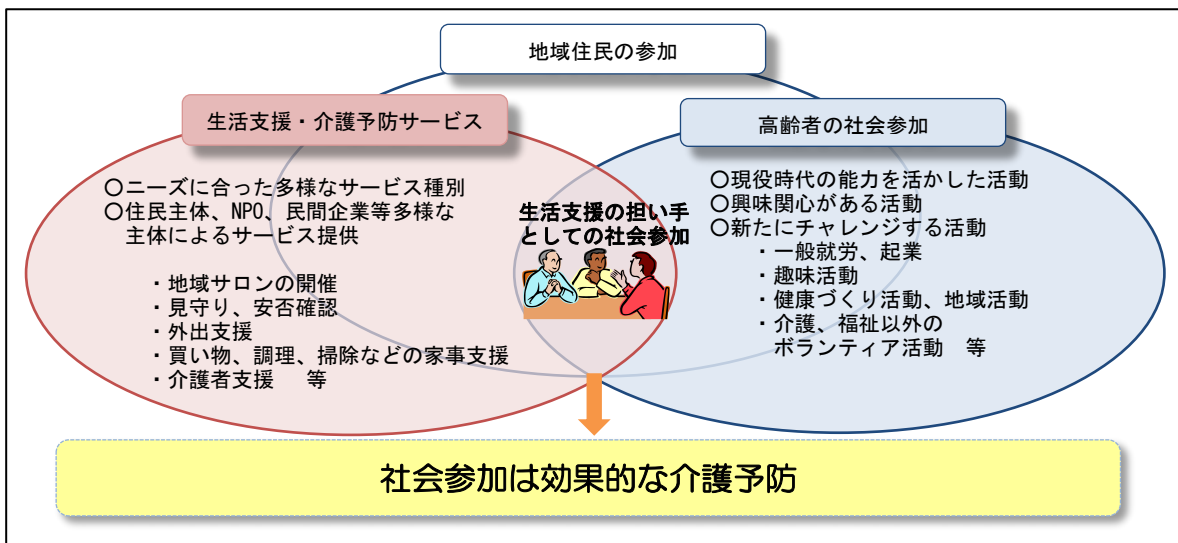 地域住民の参加
生活支援・介護予防サービス
○ニーズに合った多様なサービス種別
○住民主体、NPO、民間企業等多様な
主体によるサービス提供
・地域サロンの開催
・見守り、安否確認
・外出支援
・買い物、調理、掃除などの家事支援
・介護者支援　等
生活支援の担い手
としての社会参加
高齢者の社会参加
○現役時代の能力を活かした活動
○興味関心がある活動
○新たにチャレンジする活動
・一般就労、起業
・趣味活動
・健康づくり活動、地域活動
・介護、福祉以外の
ボランティア活動　等
社会参加は効果的な介護予防